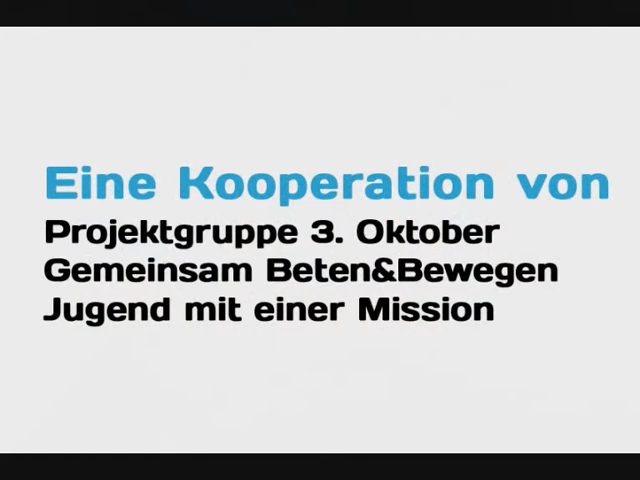 Eine Kooperation von
Projektgruppe 3. Oktober
Gemeinsam Beten&Bewegen
Jugend mit einer Mission